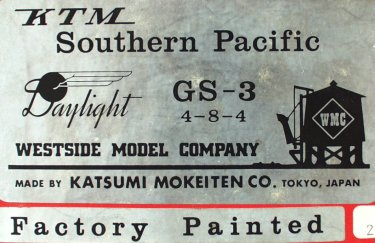 KTM
Southern Pacific
Daylight
GS-3
4-8-4
WMC
WESTSIDE MODEL COMPANY
MADE BY KATSUMI MOKEITEN CO. TOKYO, JAPAN
Factory Painted
2